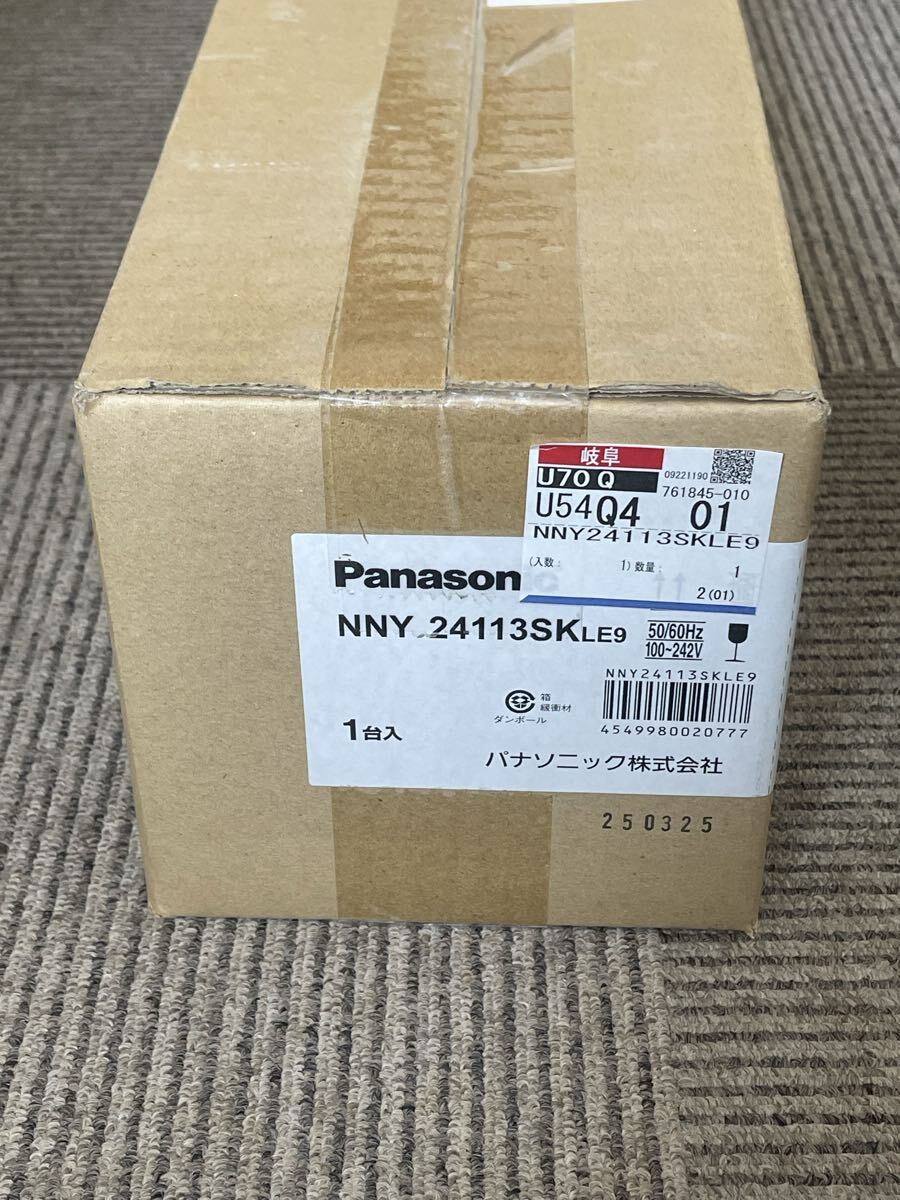 岐阜
U70 Q
09221190
761845-010
U54Q4 01
NNY24113SKLE9
(入数: 1) 数量: 1
2(01)
Panasonic
NNY 24113SKLE9
50/60Hz
100~242V
NNY24113SKLE9
箱
緩衝材
ダンボール
4549980020777
1台入
パナソニック株式会社
250325